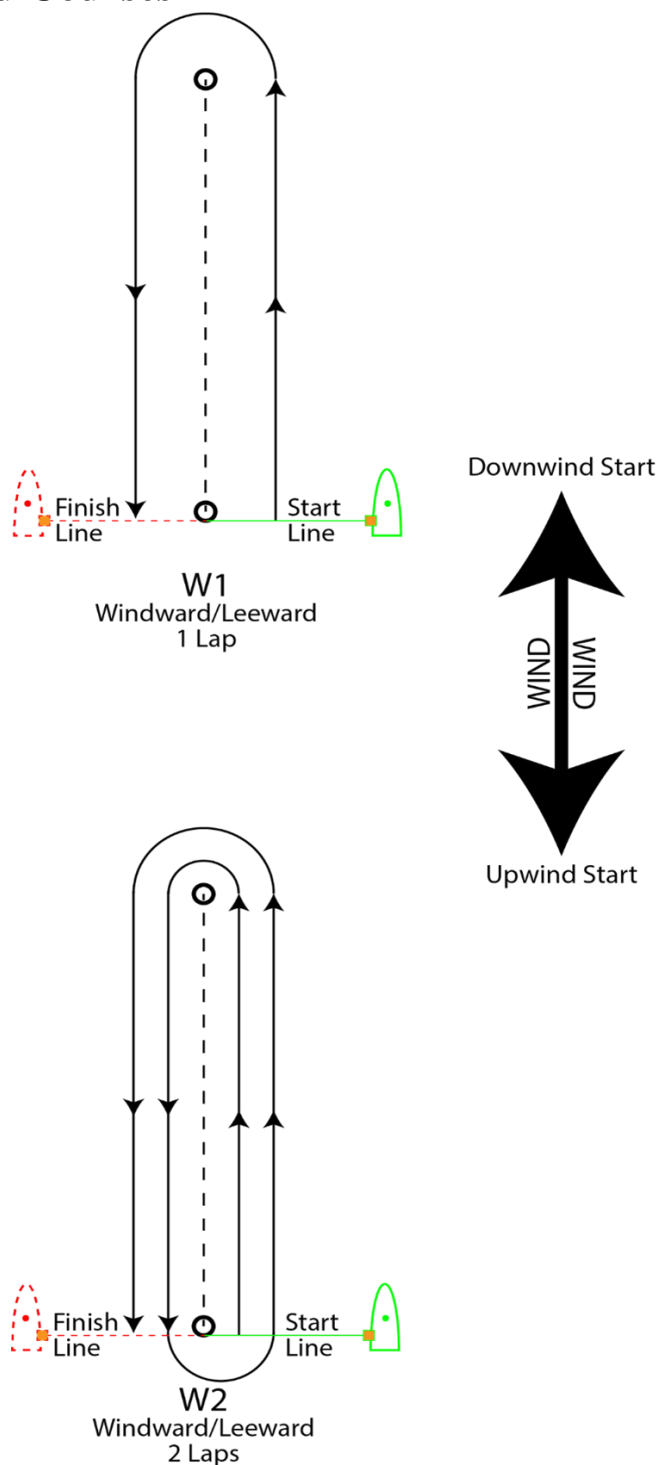 Finish
Line
Start
Line
W1
Windward/Leeward
1 Lap
Downwind Start
WIND
WIND
Upwind Start
Finish
Line
Start
Line
W2
Windward/Leeward
2 Laps